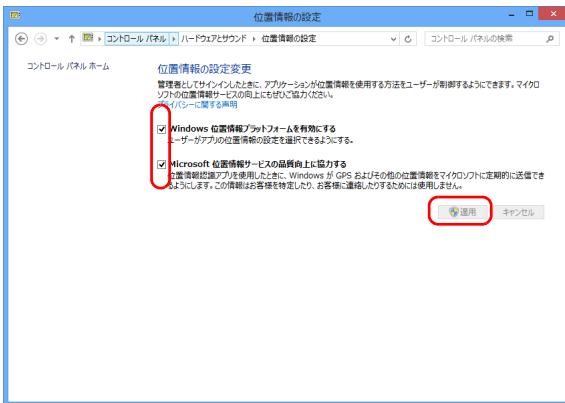 位置情報の設定
コントロール パネル ▸ ハードウェアとサウンド ▸ 位置情報の設定
コントロール パネルの検索
コントロール パネル ホーム
位置情報の設定変更
管理者としてサインインしたときに、アプリケーションが位置情報を使用する方法をユーザーが制御するようにできます。マイクロ
ソフトの位置情報サービスの向上にもぜひご協力ください。
プライバシーに関する声明
Windows 位置情報プラットフォームを有効にする
ユーザーがアプリの位置情報の設定を選択できるようにする。
Microsoft 位置情報サービスの品質向上に協力する
位置情報認識アプリを使用したときに、Windows が GPS およびその他の位置情報をマイクロソフトに定期的に送信でき
るようにします。この情報はお客様を特定したり、お客様に連絡したりするためには使用しません。
適用
キャンセル